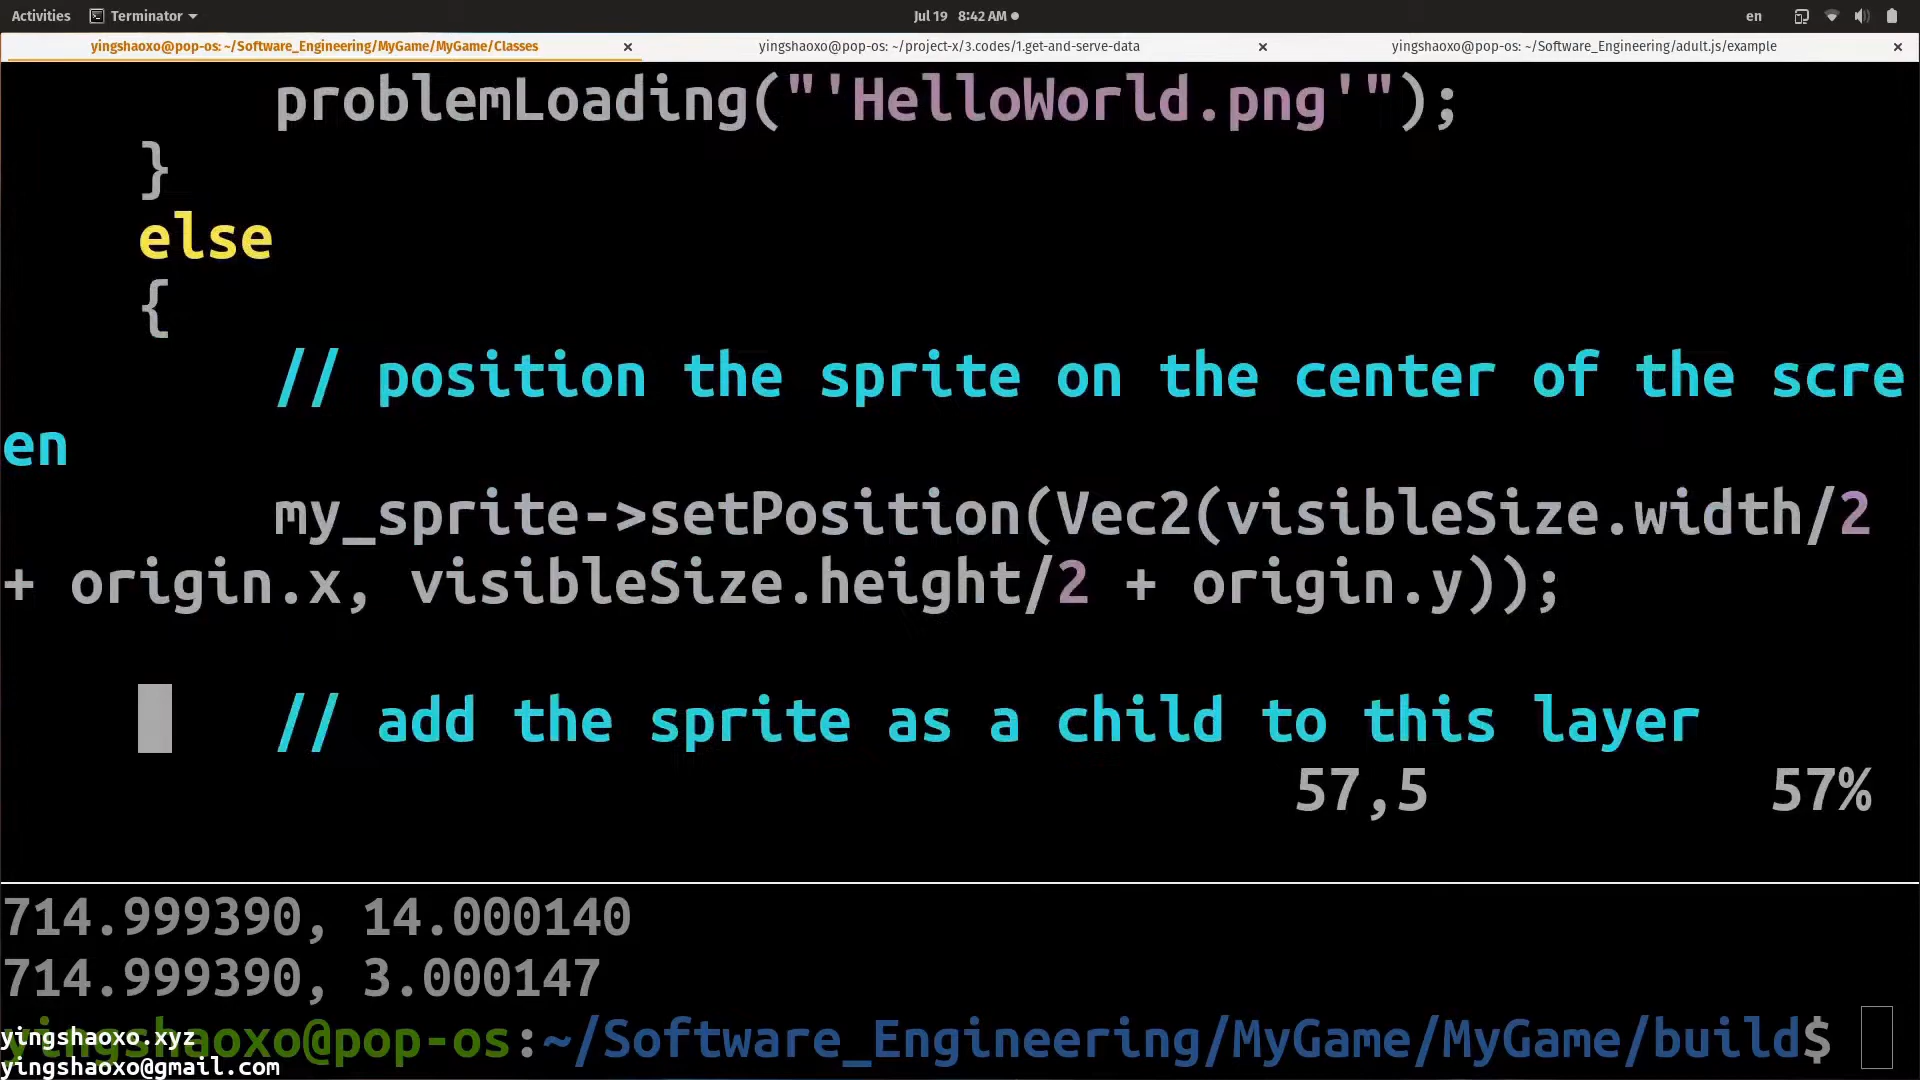 Activities Terminator Jul 19 8:42 AM en
yingshaoxo@pop-os: ~/Software_Engineering/MyGame/MyGame/Classes × yingshaoxo@pop-os: ~/project-x/3.codes/1.get-and-serve-data × yingshaoxo@pop-os: ~/Software_Engineering/adult.js/example ×
problemLoading("'HelloWorld.png'");
}
else
{
// position the sprite on the center of the scre
en
my_sprite->setPosition(Vec2(visibleSize.width/2
+ origin.x, visibleSize.height/2 + origin.y));
// add the sprite as a child to this layer
57,5 57%
714.999390, 14.000140
714.999390, 3.000147
yingshaoxo@pop-os:~/Software_Engineering/MyGame/MyGame/build$
yingshaoxo.xyz
yingshaoxo@gmail.com